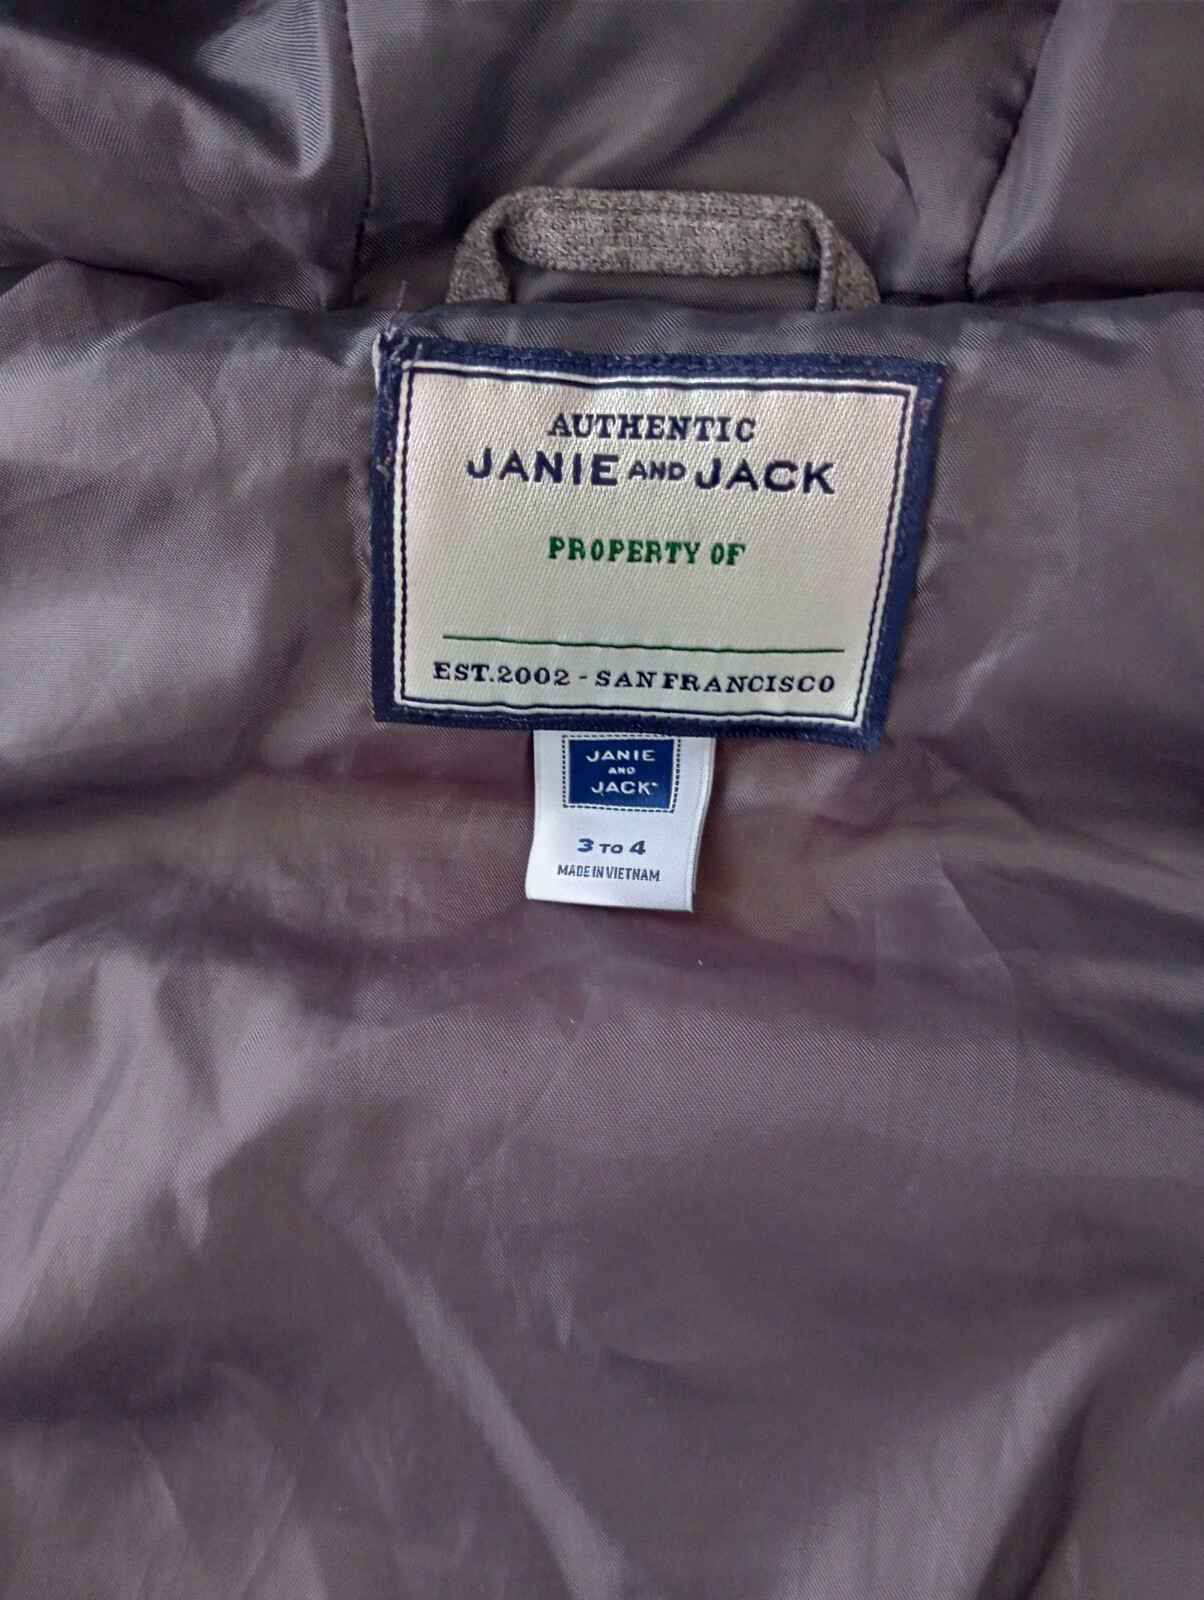 AUTHENTIC
JANIE AND JACK
PROPERTY OF
EST.2002 - SAN FRANCISCO
JANIE
AND
JACK
3 TO 4
MADE IN VIETNAM